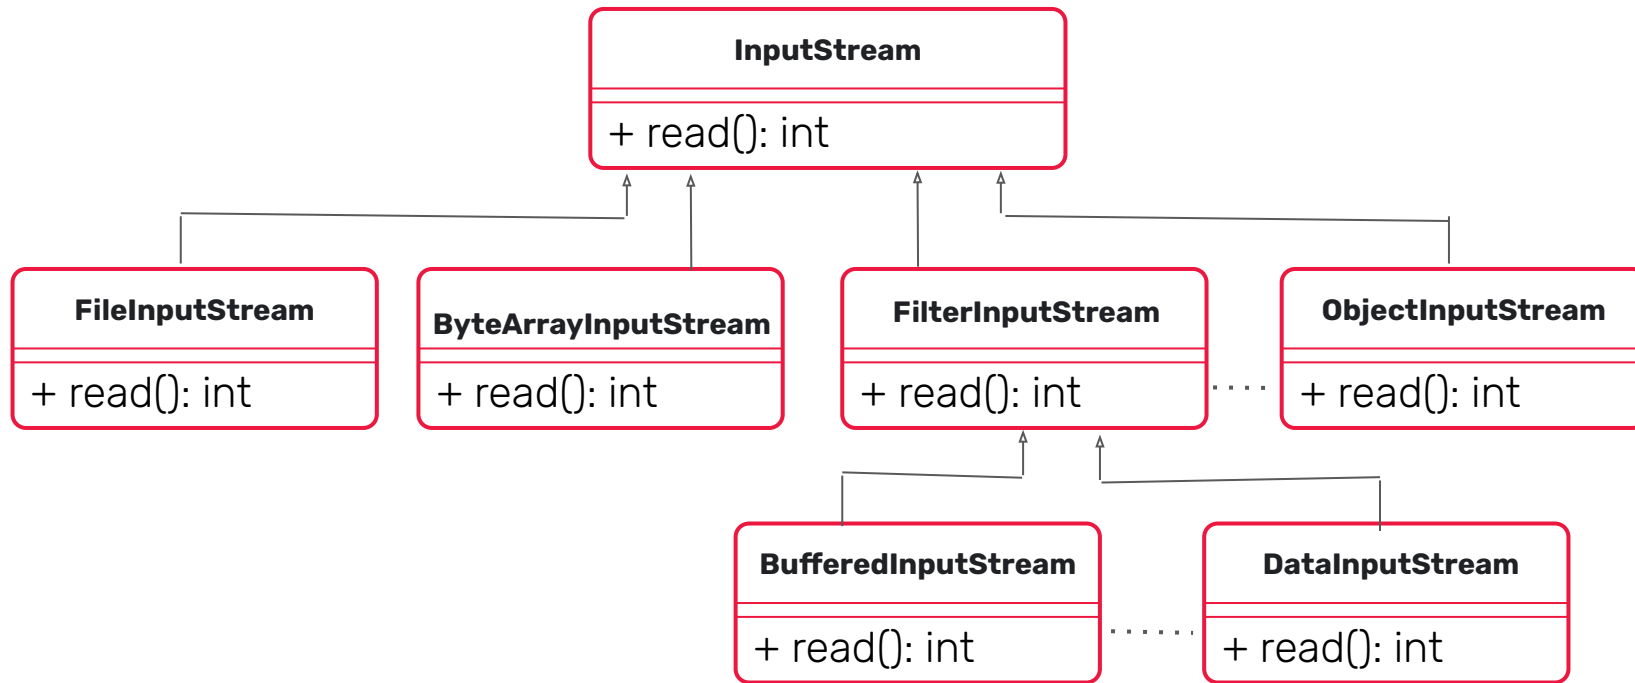 InputStream
+ read(): int
FileInputStream
+ read(): int
ByteArrayInputStream
+ read(): int
FilterInputStream
+ read(): int
ObjectInputStream
+ read(): int
BufferedInputStream
+ read(): int
DataInputStream
+ read(): int